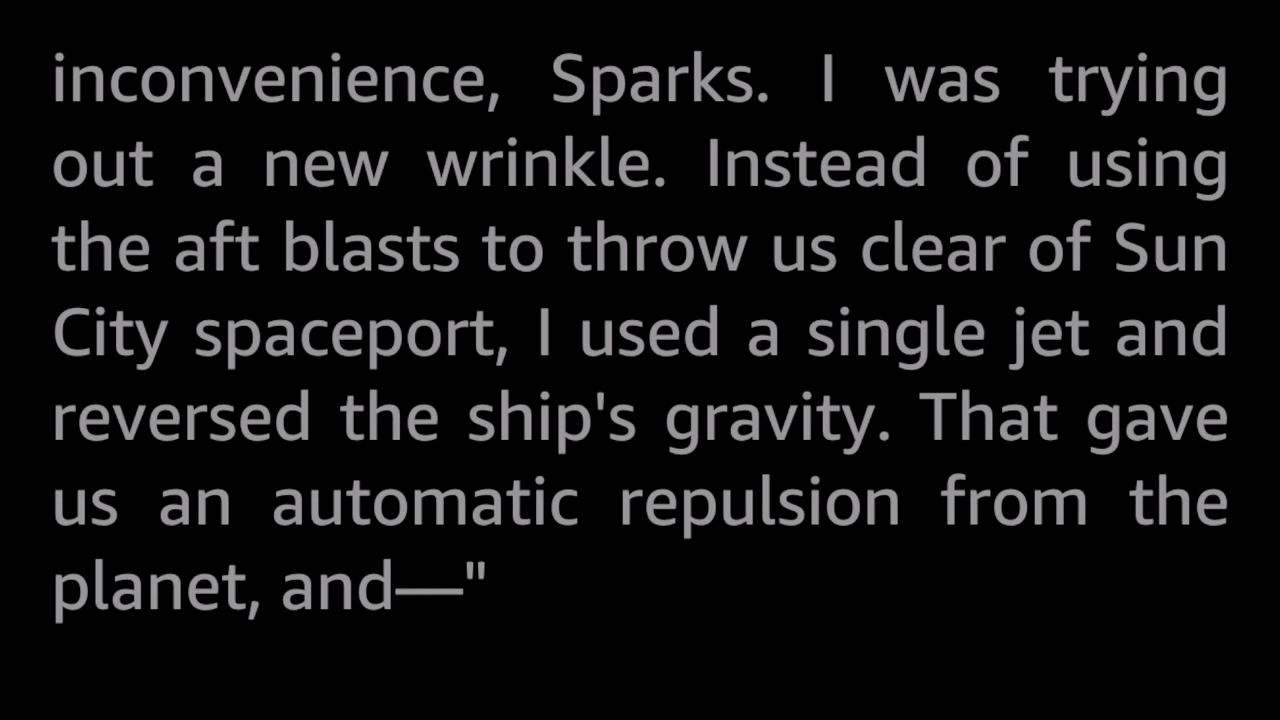 inconvenience, Sparks. I was trying
out a new wrinkle. Instead of using
the aft blasts to throw us clear of Sun
City spaceport, I used a single jet and
reversed the ship's gravity. That gave
us an automatic repulsion from the
planet, and—"